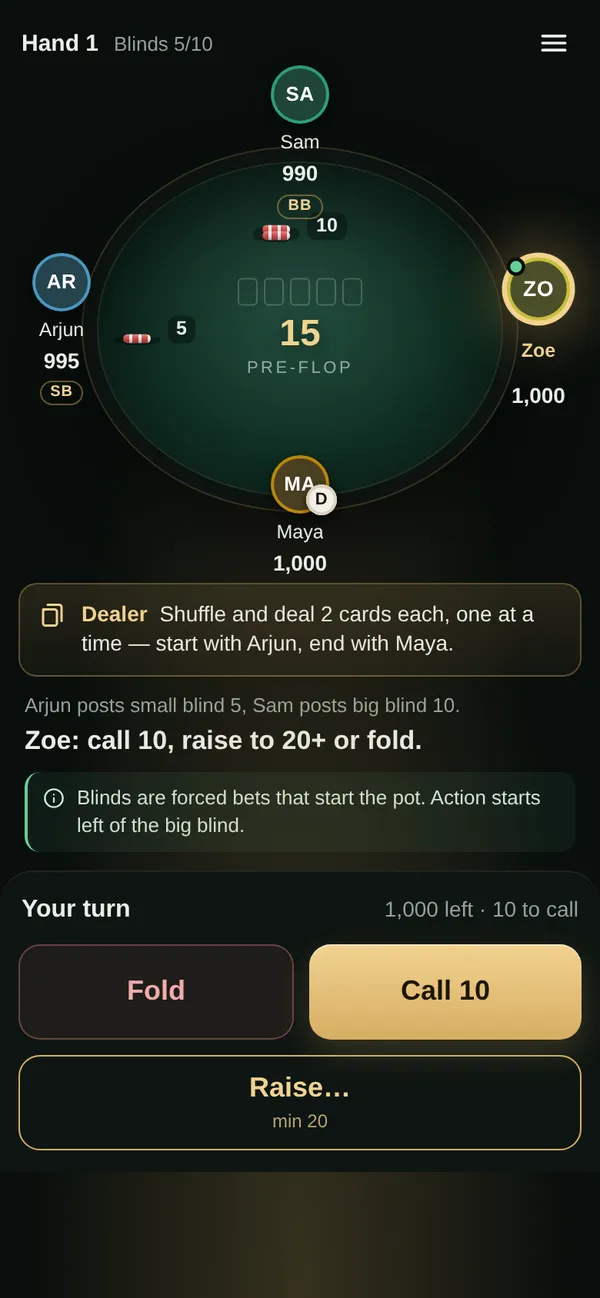 Hand 1 Blinds 5/10
SA
Sam
990
BB
10
AR
Arjun
995
SB
5
15
PRE-FLOP
ZO
Zoe
1,000
MA
D
Maya
1,000
Dealer Shuffle and deal 2 cards each, one at a
time — start with Arjun, end with Maya.
Arjun posts small blind 5, Sam posts big blind 10.
Zoe: call 10, raise to 20+ or fold.
Blinds are forced bets that start the pot. Action starts
left of the big blind.
Your turn 1,000 left · 10 to call
Fold
Call 10
Raise…
min 20